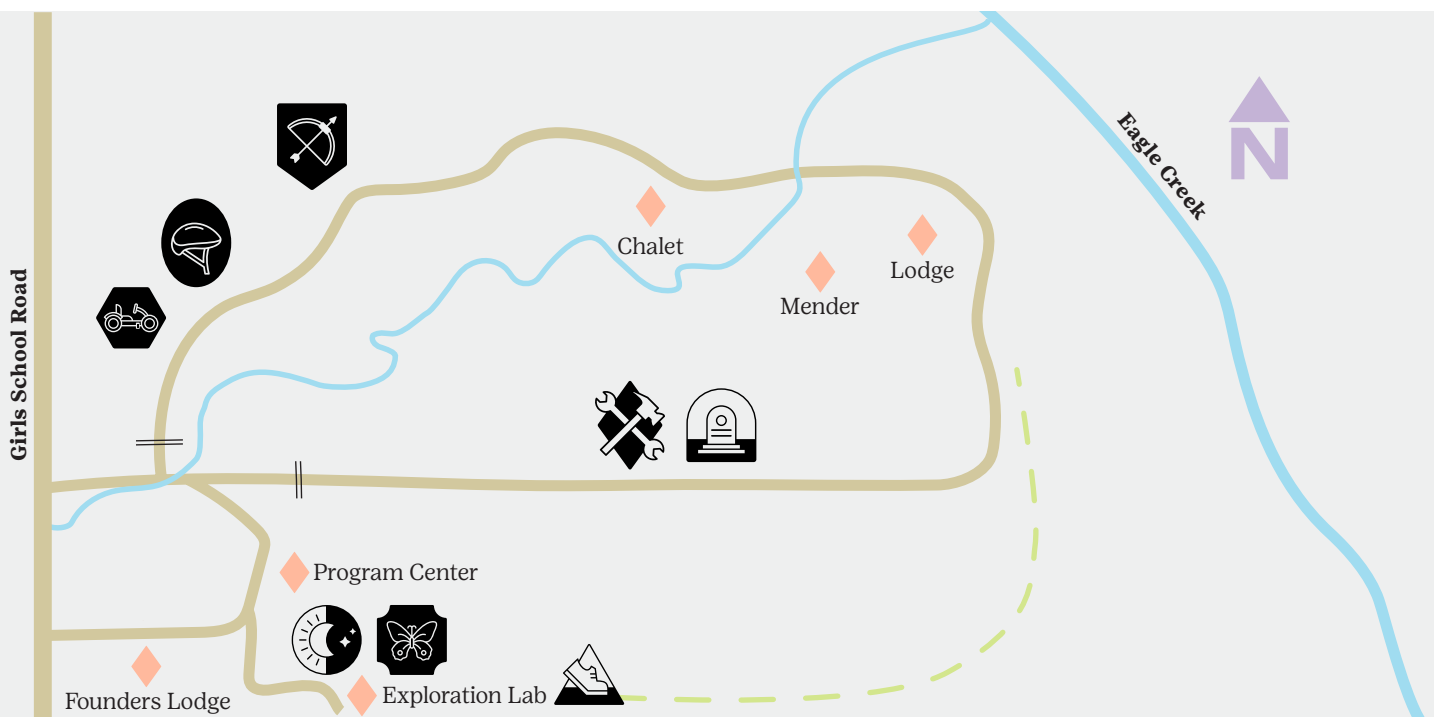 Eagle Creek
N
Chalet
Lodge
Mender
Girls School Road
Program Center
Exploration Lab
Founders Lodge